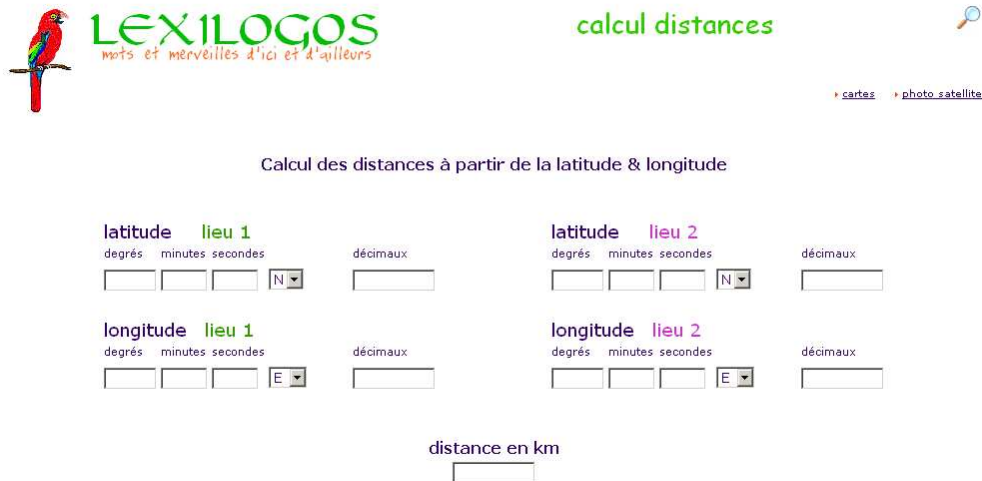 LEXILOGOS
mots et merveilles d'ici et d'ailleurs
calcul distances
cartes photo satellite
Calcul des distances à partir de la latitude & longitude
latitude lieu 1
degrés minutes secondes décimaux
N
longitude lieu 1
degrés minutes secondes décimaux
E
latitude lieu 2
degrés minutes secondes décimaux
N
longitude lieu 2
degrés minutes secondes décimaux
E
distance en km